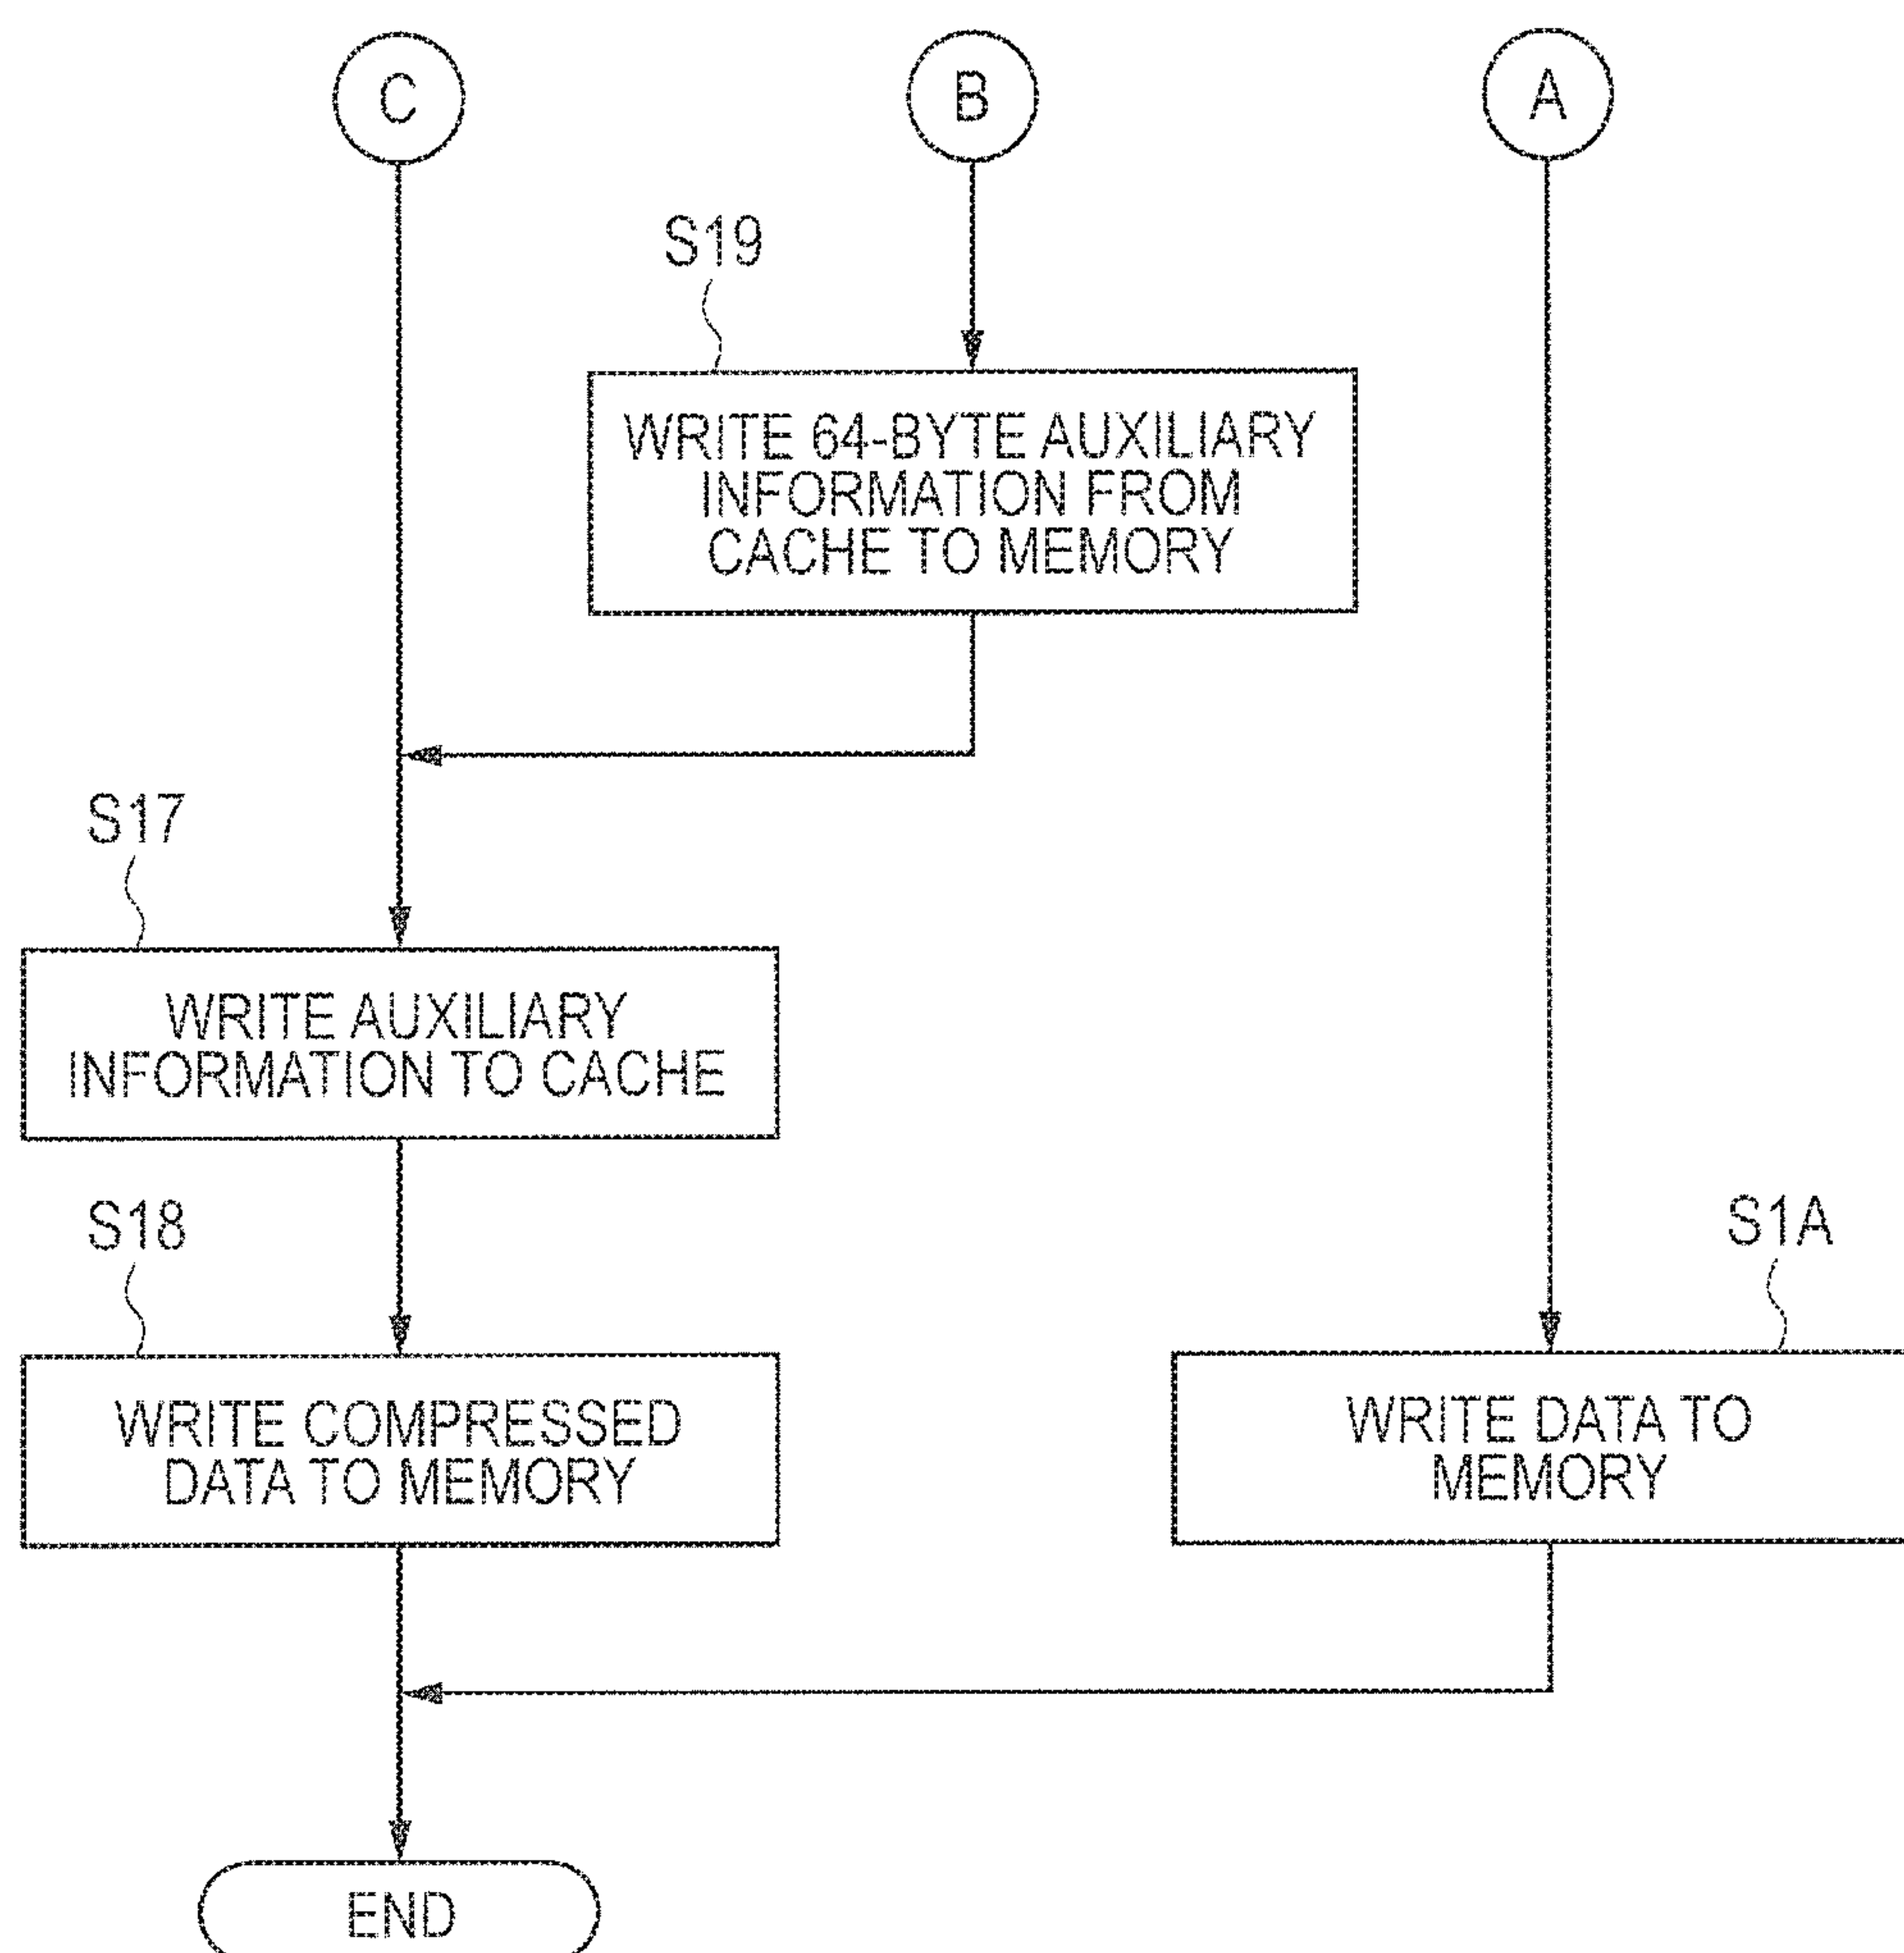 C
B
A
S19
WRITE 64-BYTE AUXILIARY
INFORMATION FROM
CACHE TO MEMORY
S17
WRITE AUXILIARY
INFORMATION TO CACHE
S18
WRITE COMPRESSED
DATA TO MEMORY
S1A
WRITE DATA TO
MEMORY
END